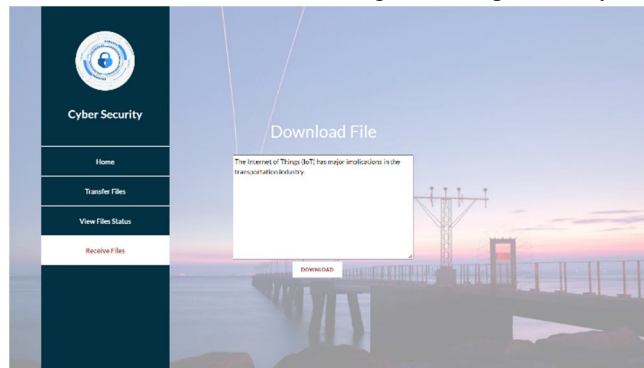 Cyber Security
Home
Transfer Files
View Files Status
Receive Files
Download File
The Internet of Things (IoT) has major implications in the
transportation industry.
DOWNLOAD